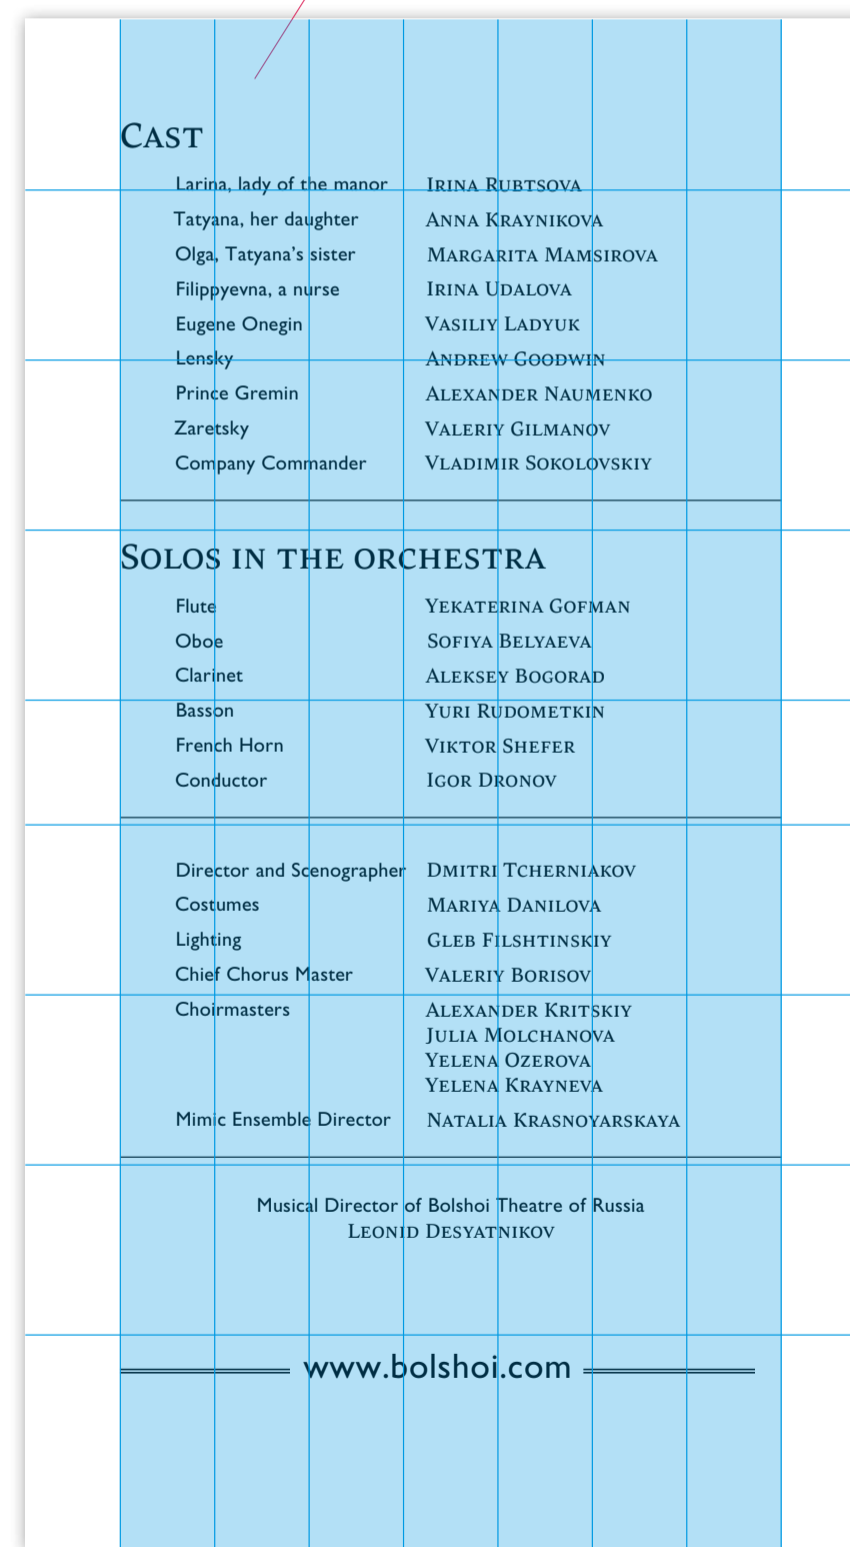 Cast
Larina, lady of the manor Irina Rubtsova
Tatyana, her daughter Anna Kraynikova
Olga, Tatyana's sister Margarita Mamsirova
Filippyevna, a nurse Irina Udalova
Eugene Onegin Vasiliy Ladyuk
Lensky Andrew Goodwin
Prince Gremin Alexander Naumenko
Zaretsky Valeriy Gilmanov
Company Commander Vladimir Sokolovskiy
Solos in the orchestra
Flute Yekaterina Gofman
Oboe Sofiya Belyaeva
Clarinet Aleksey Bogorad
Basson Yuri Rudometkin
French Horn Viktor Shefer
Conductor Igor Dronov
Director and Scenographer Dmitri Tcherniakov
Costumes Mariya Danilova
Lighting Gleb Filshtinskiy
Chief Chorus Master Valeriy Borisov
Choirmasters Alexander Kritskiy
Julia Molchanova
Yelena Ozerova
Yelena Krayneva
Mimic Ensemble Director Natalia Krasnoyarskaya
Musical Director of Bolshoi Theatre of Russia
Leonid Desyatnikov
www.bolshoi.com